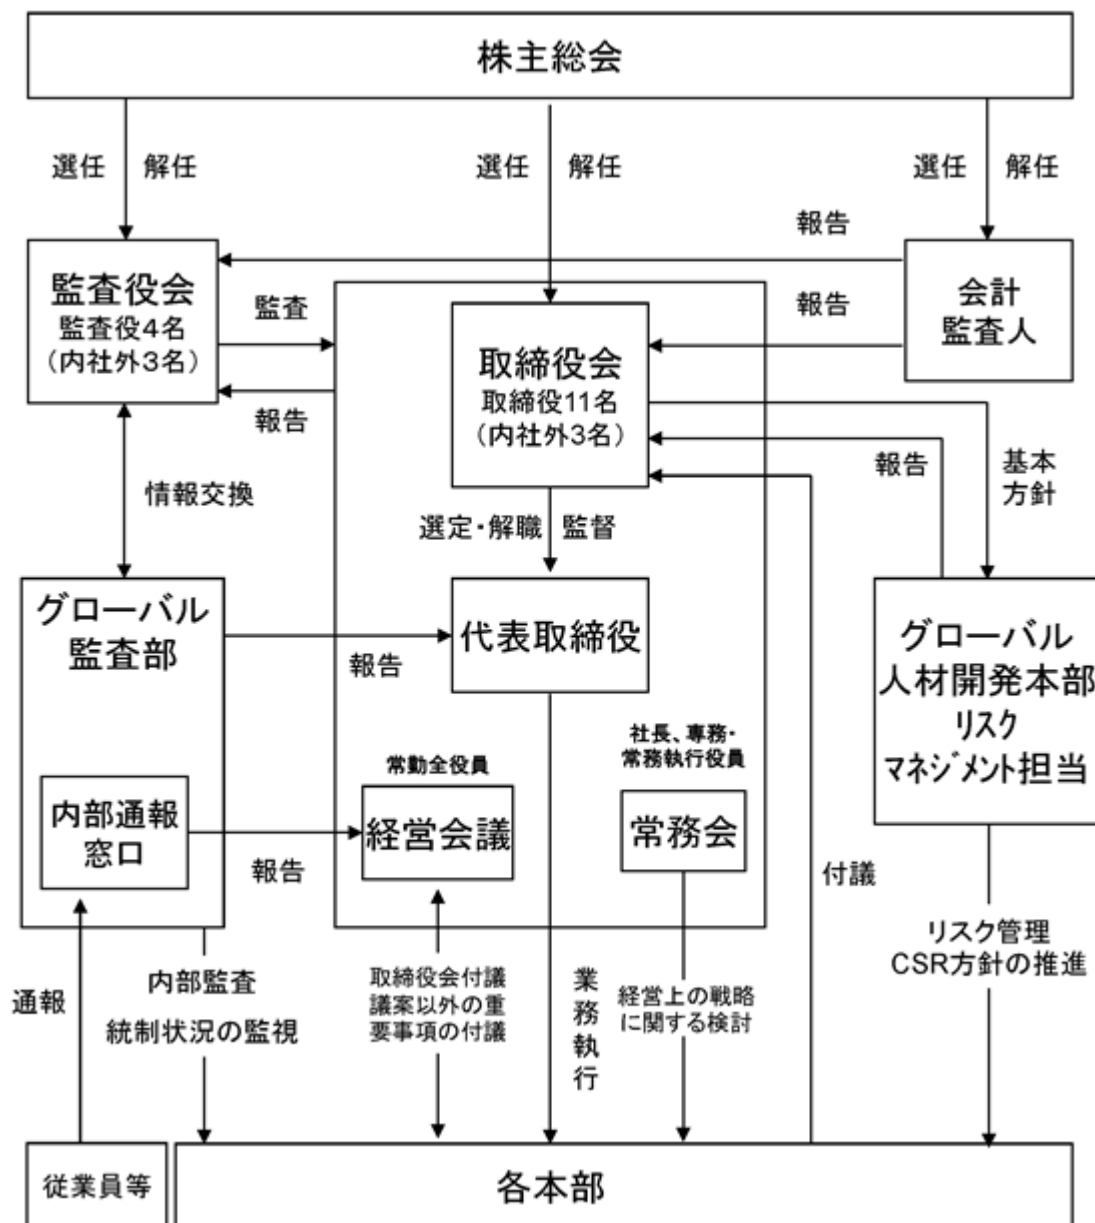 株主総会
選任
解任
選任
解任
選任
解任
報告
監査役会
監査役4名
（内社外3名）
監査
報告
取締役会
取締役11名
（内社外3名）
報告
会計
監査人
情報交換
選定・解職
監督
報告
基本
方針
グローバル
監査部
報告
代表取締役
グローバル
人材開発本部
リスク
マネジメント担当
常勤全役員
経営会議
社長、専務・
常務執行役員
常務会
内部通報
窓口
報告
付議
通報
内部監査
統制状況の監視
取締役会付議
議案以外の重
要事項の付議
業務執行
経営上の戦略
に関する検討
リスク管理
CSR方針の推進
従業員等
各本部